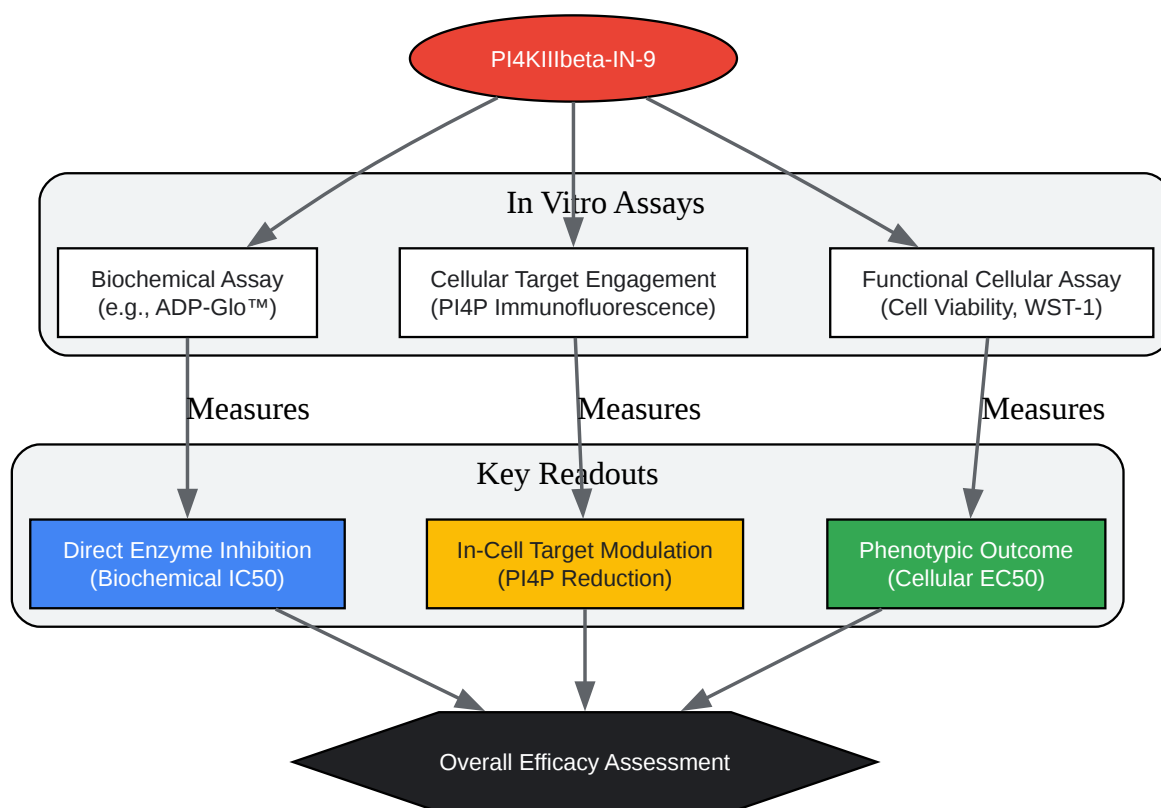 PI4KIIIbeta-IN-9
In Vitro Assays
Biochemical Assay
(e.g., ADP-Glo™)
Cellular Target Engagement
(PI4P Immunofluorescence)
Functional Cellular Assay
(Cell Viability, WST-1)
Measures
Measures
Measures
Key Readouts
Direct Enzyme Inhibition
(Biochemical IC50)
In-Cell Target Modulation
(PI4P Reduction)
Phenotypic Outcome
(Cellular EC50)
Overall Efficacy Assessment